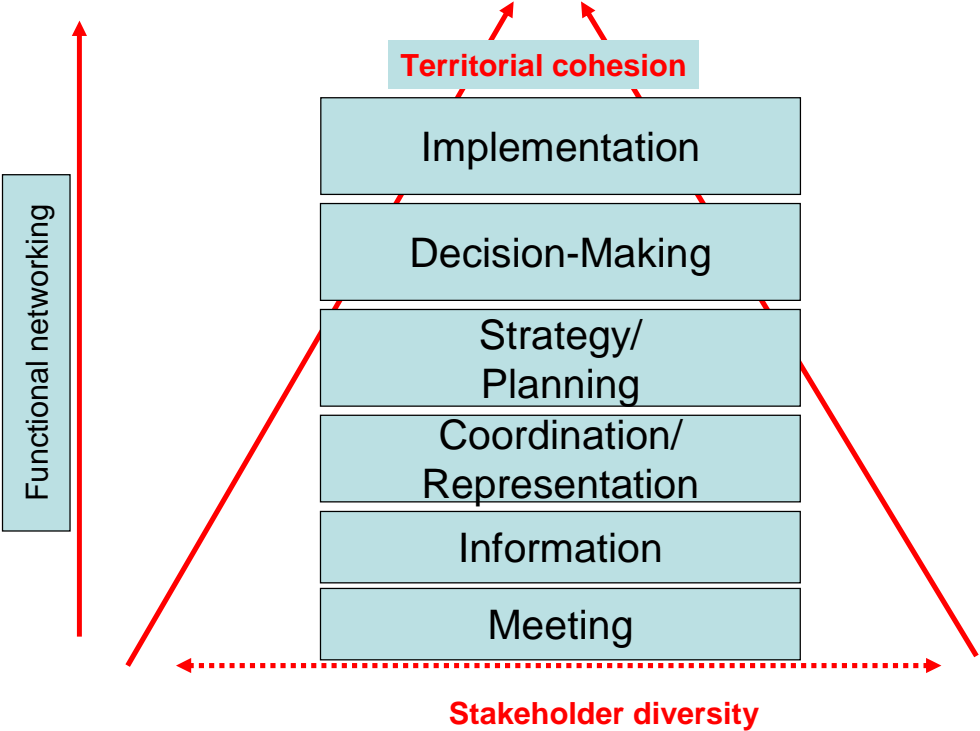 Territorial cohesion
Implementation
Decision-Making
Strategy/
Planning
Coordination/
Representation
Information
Meeting
Functional networking
Stakeholder diversity